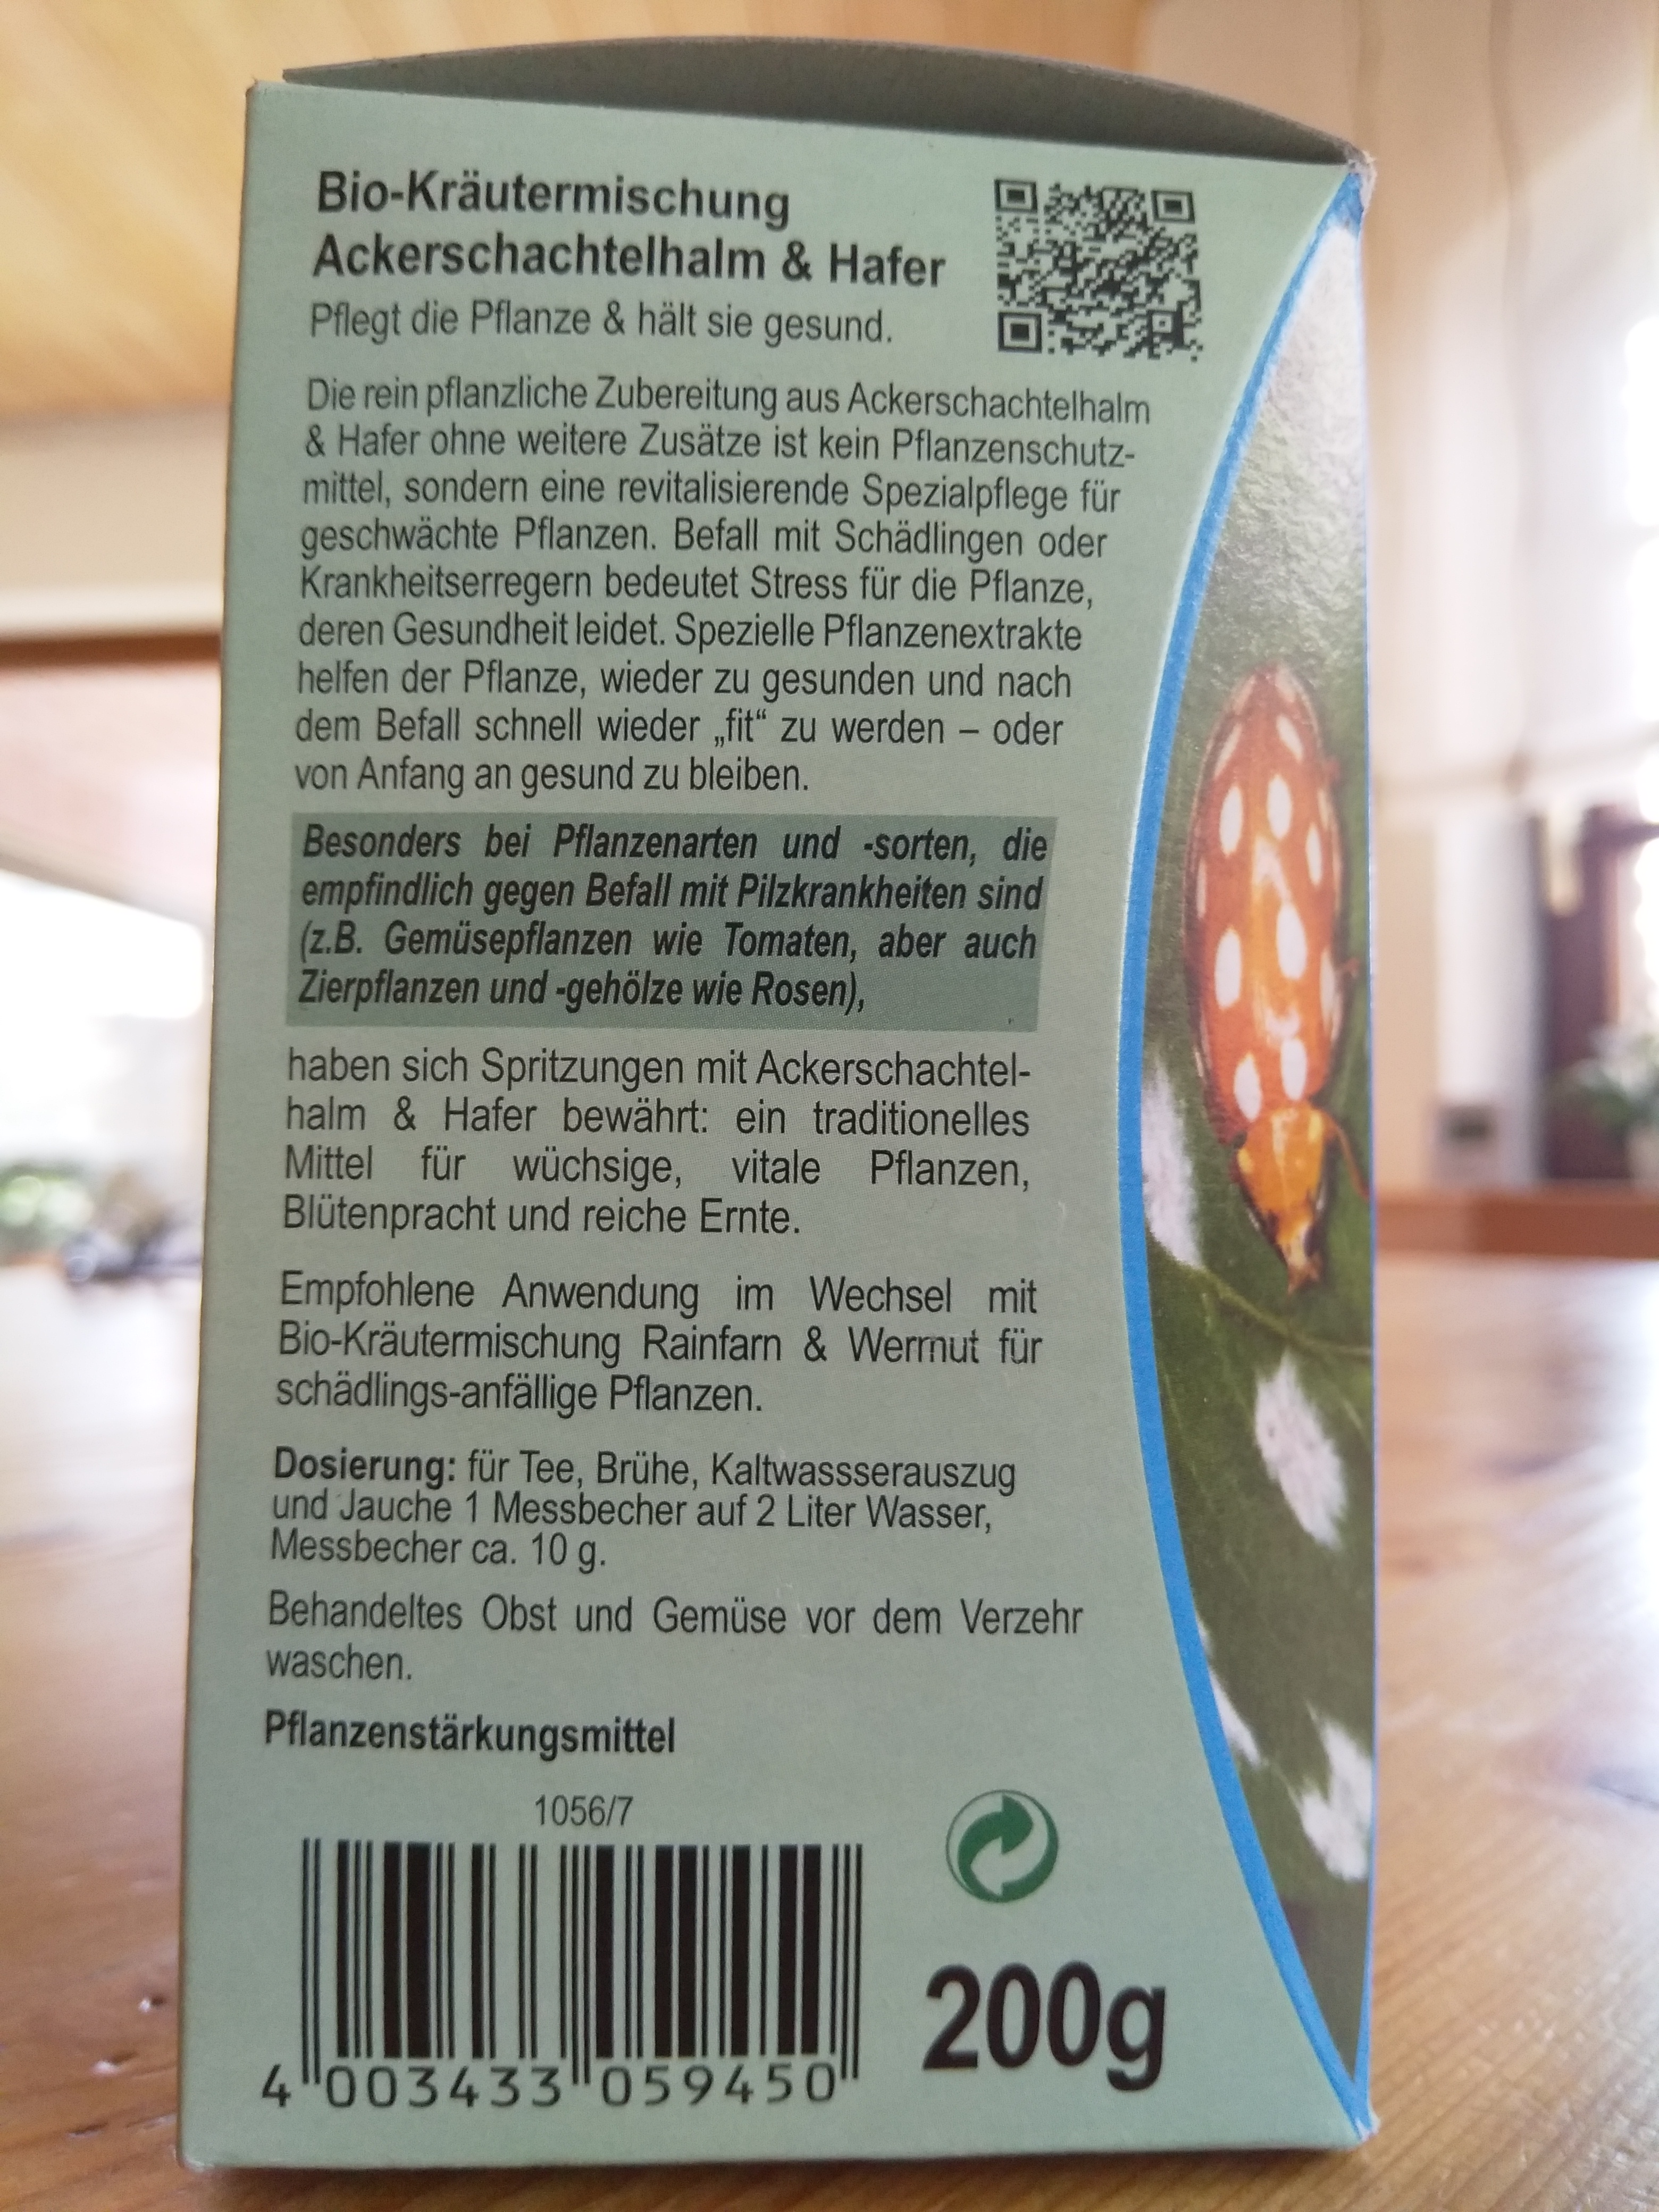 Bio-Kräutermischung
Ackerschachtelhalm & Hafer
Pflegt die Pflanze & hält sie gesund.
Die rein pflanzliche Zubereitung aus Ackerschachtelhalm
& Hafer ohne weitere Zusätze ist kein Pflanzenschutz-
mittel, sondern eine revitalisierende Spezialpflege für
geschwächte Pflanzen. Befall mit Schädlingen oder
Krankheitserregern bedeutet Stress für die Pflanze,
deren Gesundheit leidet. Spezielle Pflanzenextrakte
helfen der Pflanze, wieder zu gesunden und nach
dem Befall schnell wieder „fit“ zu werden – oder
von Anfang an gesund zu bleiben.
Besonders bei Pflanzenarten und -sorten, die
empfindlich gegen Befall mit Pilzkrankheiten sind
(z.B. Gemüsepflanzen wie Tomaten, aber auch
Zierpflanzen und -gehölze wie Rosen),
haben sich Spritzungen mit Ackerschachtel-
halm & Hafer bewährt: ein traditionelles
Mittel für wüchsige, vitale Pflanzen,
Blütenpracht und reiche Ernte.
Empfohlene Anwendung im Wechsel mit
Bio-Kräutermischung Rainfarn & Wermut für
schädlings-anfällige Pflanzen.
Dosierung: für Tee, Brühe, Kaltwassserauszug
und Jauche 1 Messbecher auf 2 Liter Wasser,
Messbecher ca. 10 g.
Behandeltes Obst und Gemüse vor dem Verzehr
waschen.
Pflanzenstärkungsmittel
1056/7
4 003433 059450
200g